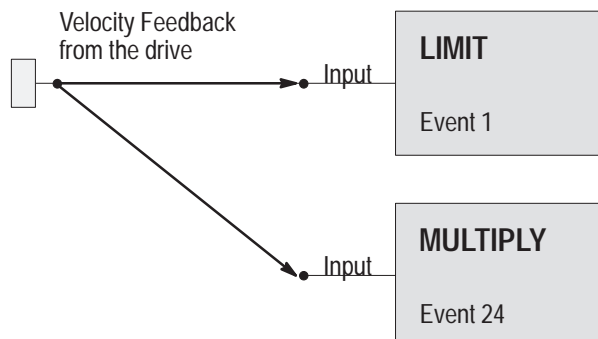 Velocity Feedback
from the drive
Input
LIMIT
Event 1
Input
MULTIPLY
Event 24